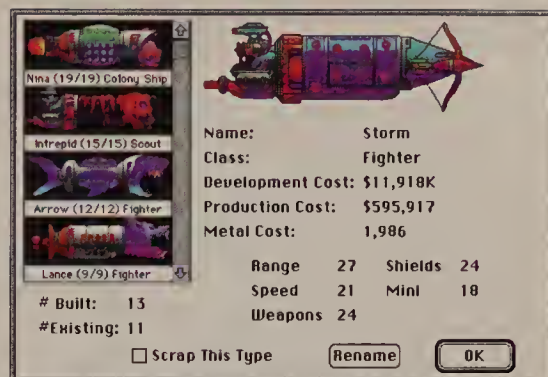 Nina (19/19) Colony Ship
Intrepid (15/15) Scout
Arrow (12/12) Fighter
Lance (9/9) Fighter
# Built: 13
#Existing: 11
Name: Storm
Class: Fighter
Development Cost: $11,918K
Production Cost: $595,917
Metal Cost: 1,986
Range 27 Shields 24
Speed 21 Mini 18
Weapons 24
Scrap This Type
Rename
OK